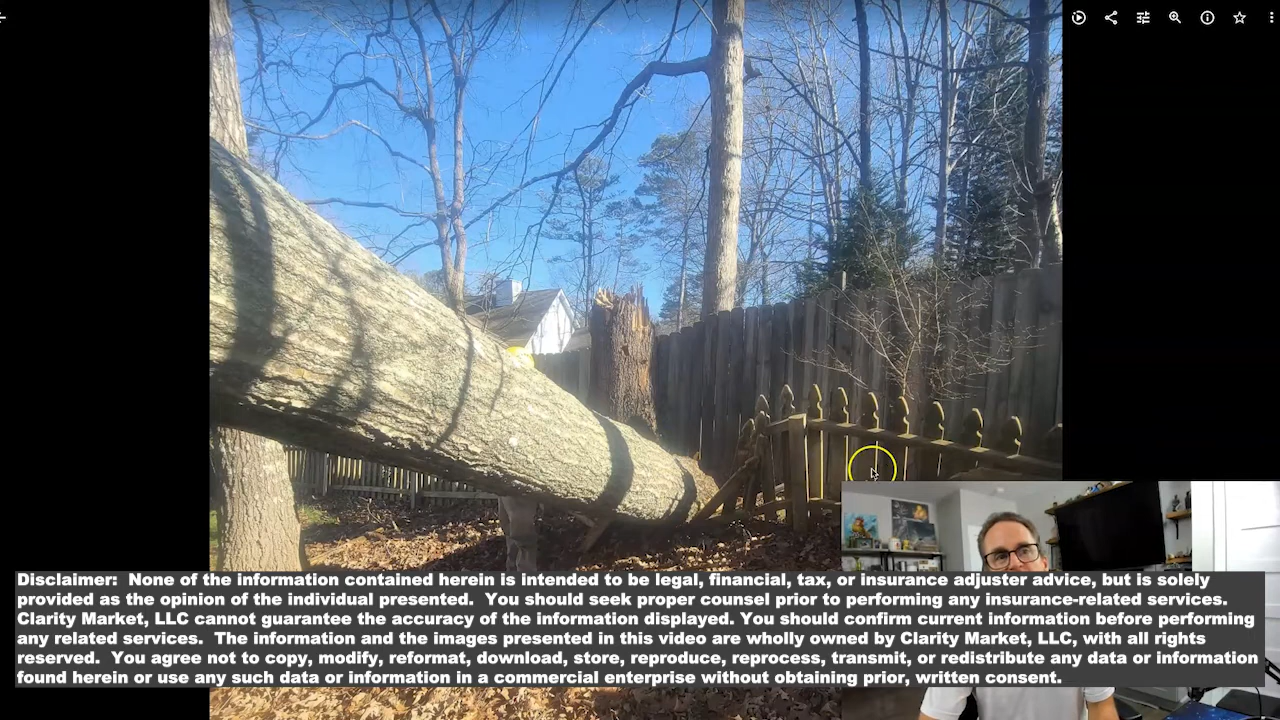 Disclaimer: None of the information contained herein is intended to be legal, financial, tax, or insurance adjuster advice, but is solely
provided as the opinion of the individual presented. You should seek proper counsel prior to performing any insurance-related services.
Clarity Market, LLC cannot guarantee the accuracy of the information displayed. You should confirm current information before performing
any related services. The information and the images presented in this video are wholly owned by Clarity Market, LLC, with all rights
reserved. You agree not to copy, modify, reformat, download, store, reproduce, reprocess, transmit, or redistribute any data or information
found herein or use any such data or information in a commercial enterprise without obtaining prior, written consent.